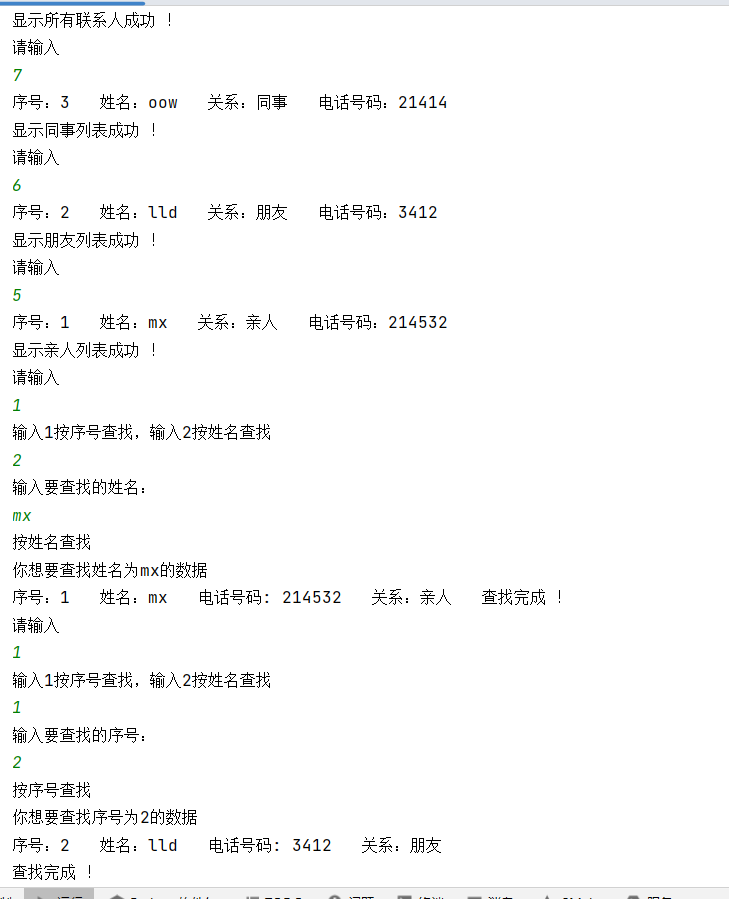 显示所有联系人成功 !
请输入
7
序号: 3   姓名: oow   关系: 同事   电话号码: 21414
显示同事列表成功 !
请输入
6
序号: 2   姓名: lld   关系: 朋友   电话号码: 3412
显示朋友列表成功 !
请输入
5
序号: 1   姓名: mx   关系: 亲人   电话号码: 214532
显示亲人列表成功 !
请输入
1
输入1按序号查找，输入2按姓名查找
2
输入要查找的姓名:
mx
按姓名查找
你想要查找姓名为mx的数据
序号: 1   姓名: mx   电话号码: 214532   关系: 亲人   查找完成 !
请输入
1
输入1按序号查找，输入2按姓名查找
1
输入要查找的序号:
2
按序号查找
你想要查找序号为2的数据
序号: 2   姓名: lld   电话号码: 3412   关系: 朋友
查找完成 !